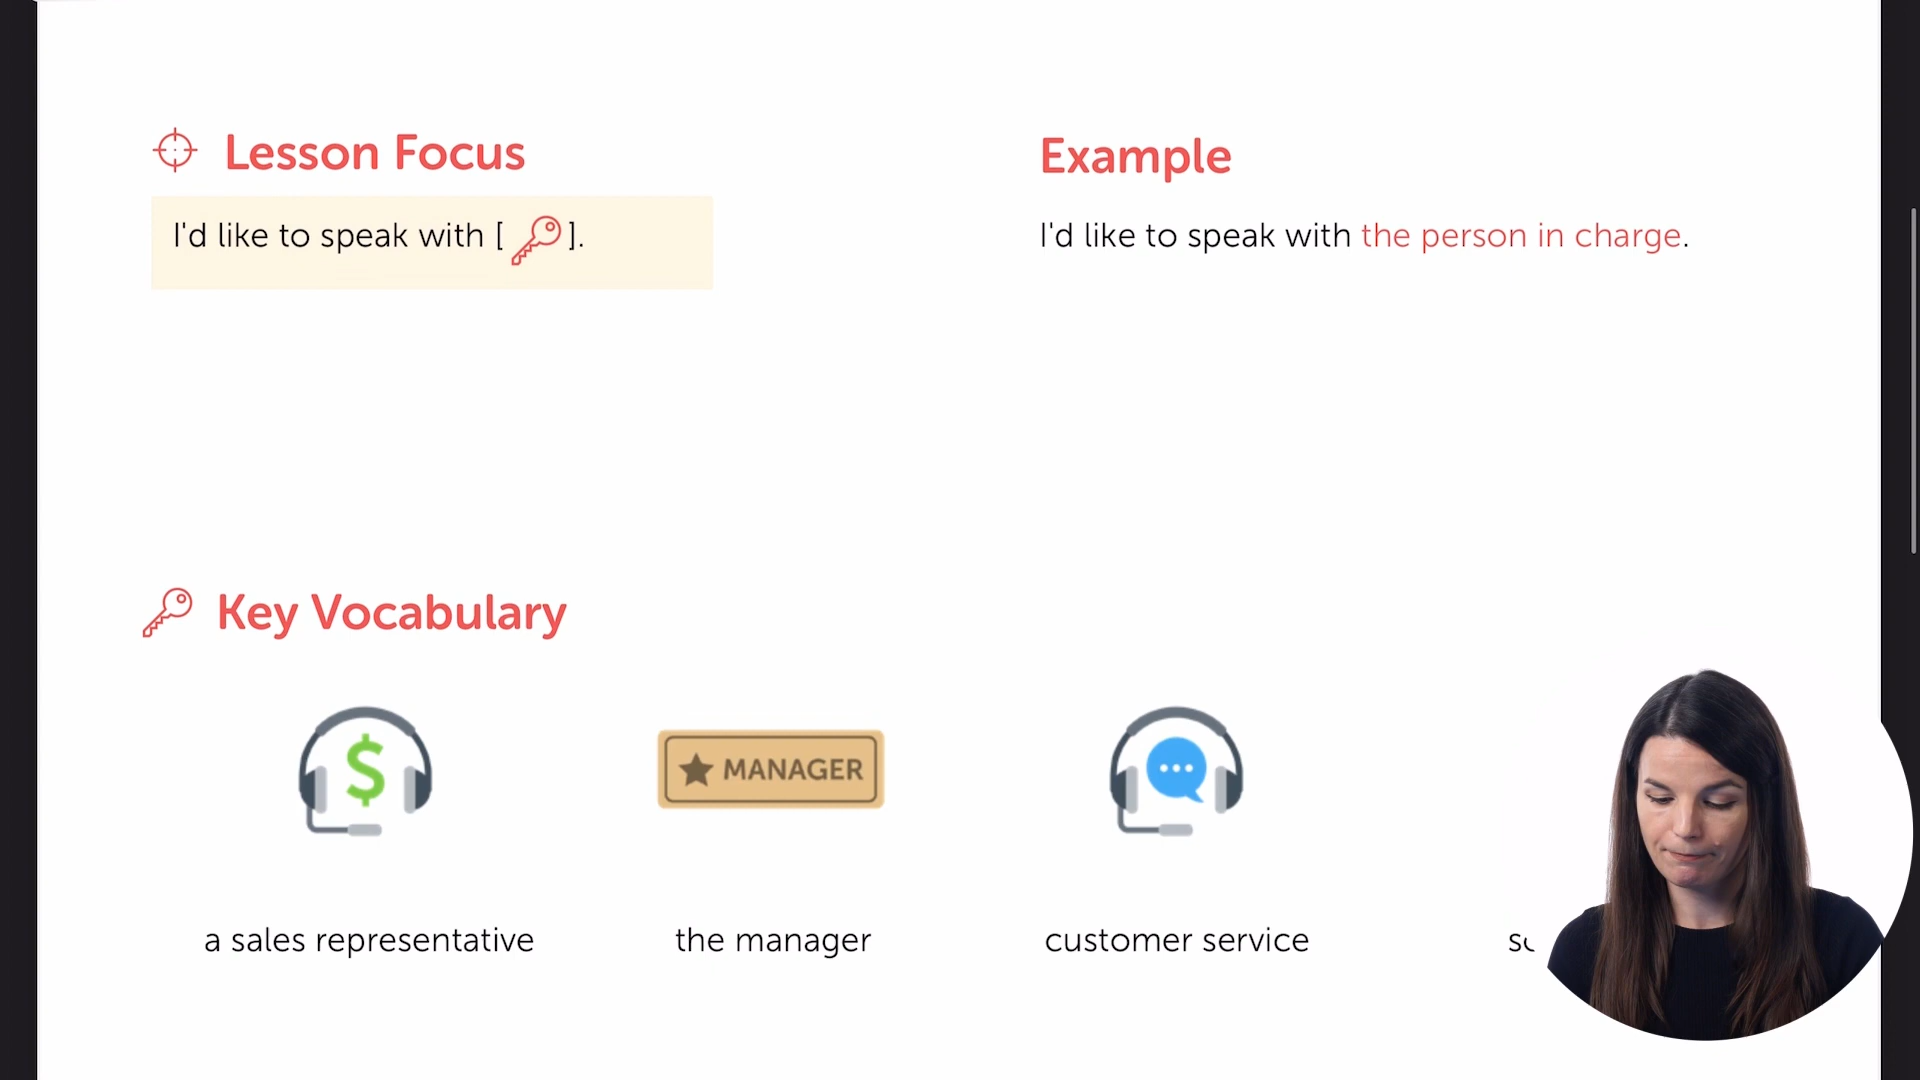 Lesson Focus
I'd like to speak with [ ].
Example
I'd like to speak with the person in charge.
Key Vocabulary
$
MANAGER
a sales representative
the manager
customer service